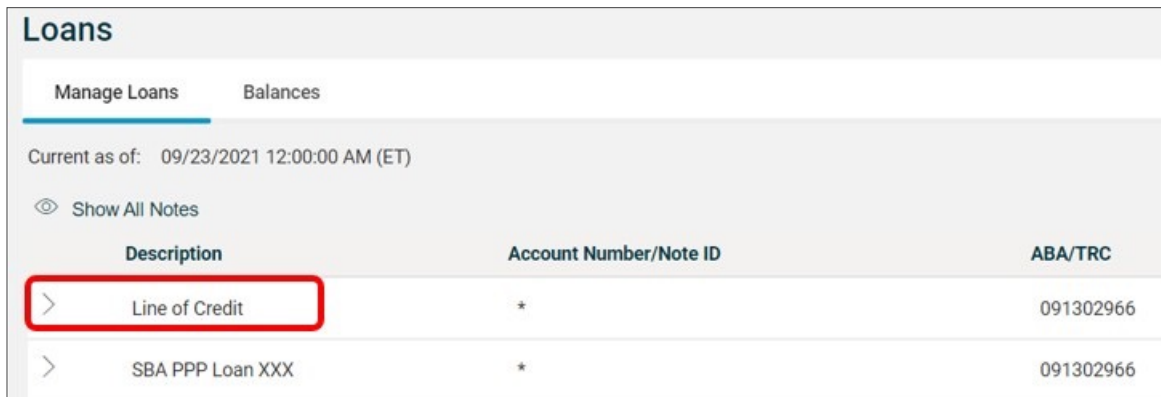 Loans
Manage Loans Balances
Current as of: 09/23/2021 12:00:00 AM (ET)
Show All Notes
Description Account Number/Note ID ABA/TRC
Line of Credit * 091302966
SBA PPP Loan XXX * 091302966